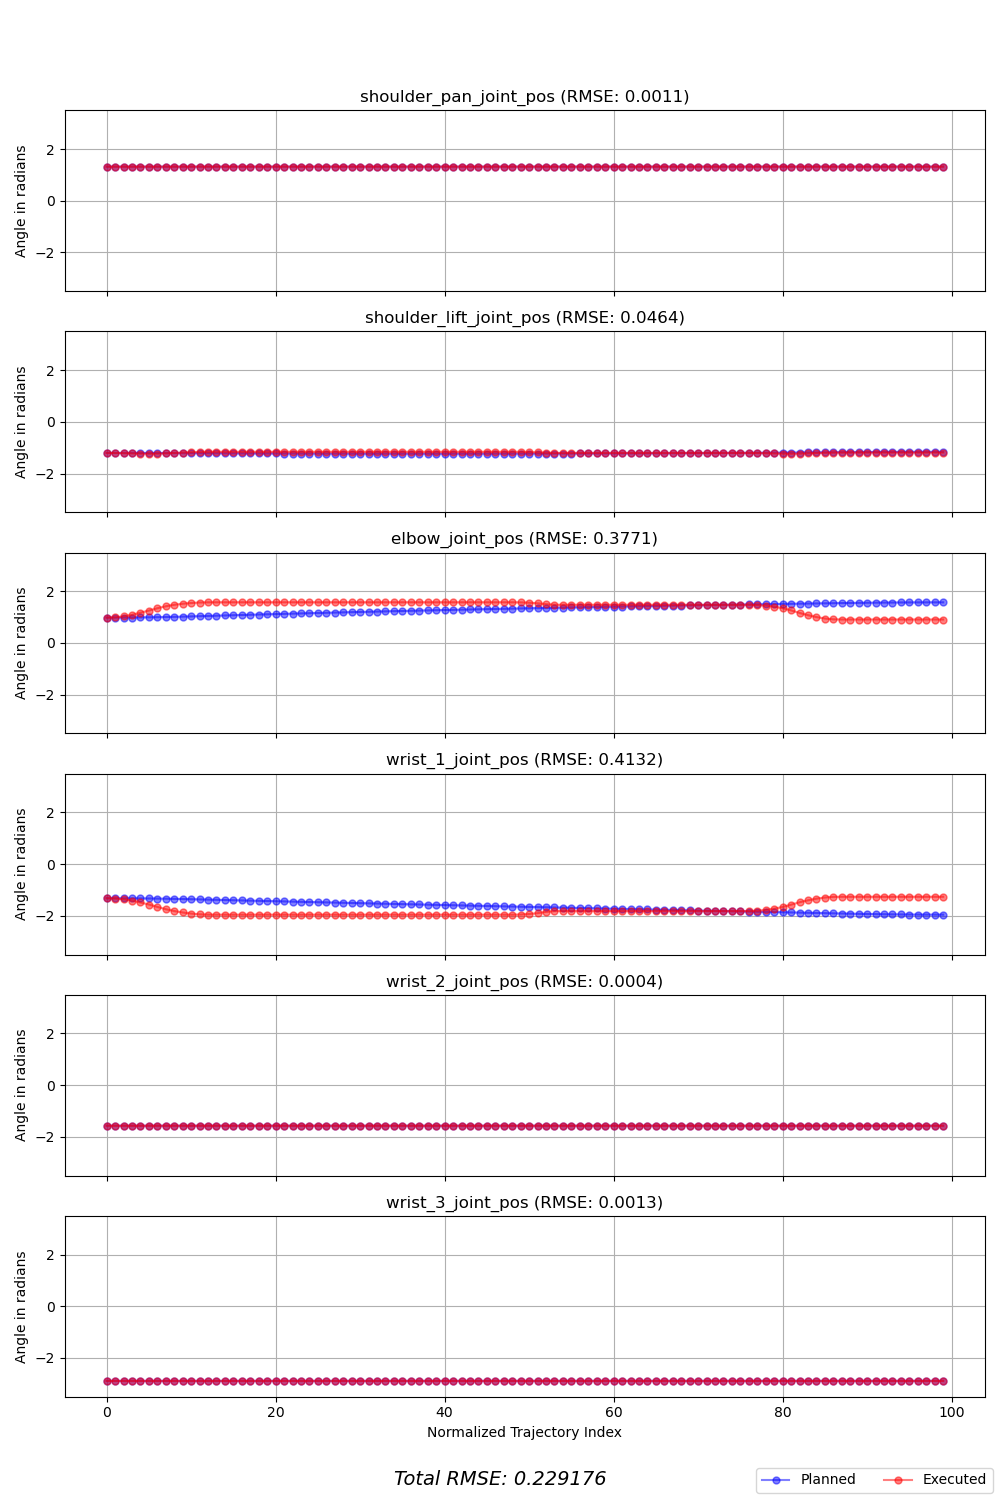 shoulder_pan_joint_pos (RMSE: 0.0011)
2
0
−2
Angle in radians
shoulder_lift_joint_pos (RMSE: 0.0464)
2
0
−2
Angle in radians
elbow_joint_pos (RMSE: 0.3771)
2
0
−2
Angle in radians
wrist_1_joint_pos (RMSE: 0.4132)
2
0
−2
Angle in radians
wrist_2_joint_pos (RMSE: 0.0004)
2
0
−2
Angle in radians
wrist_3_joint_pos (RMSE: 0.0013)
2
0
−2
Angle in radians
0 20 40 60 80 100
Normalized Trajectory Index
Total RMSE: 0.229176
Planned Executed